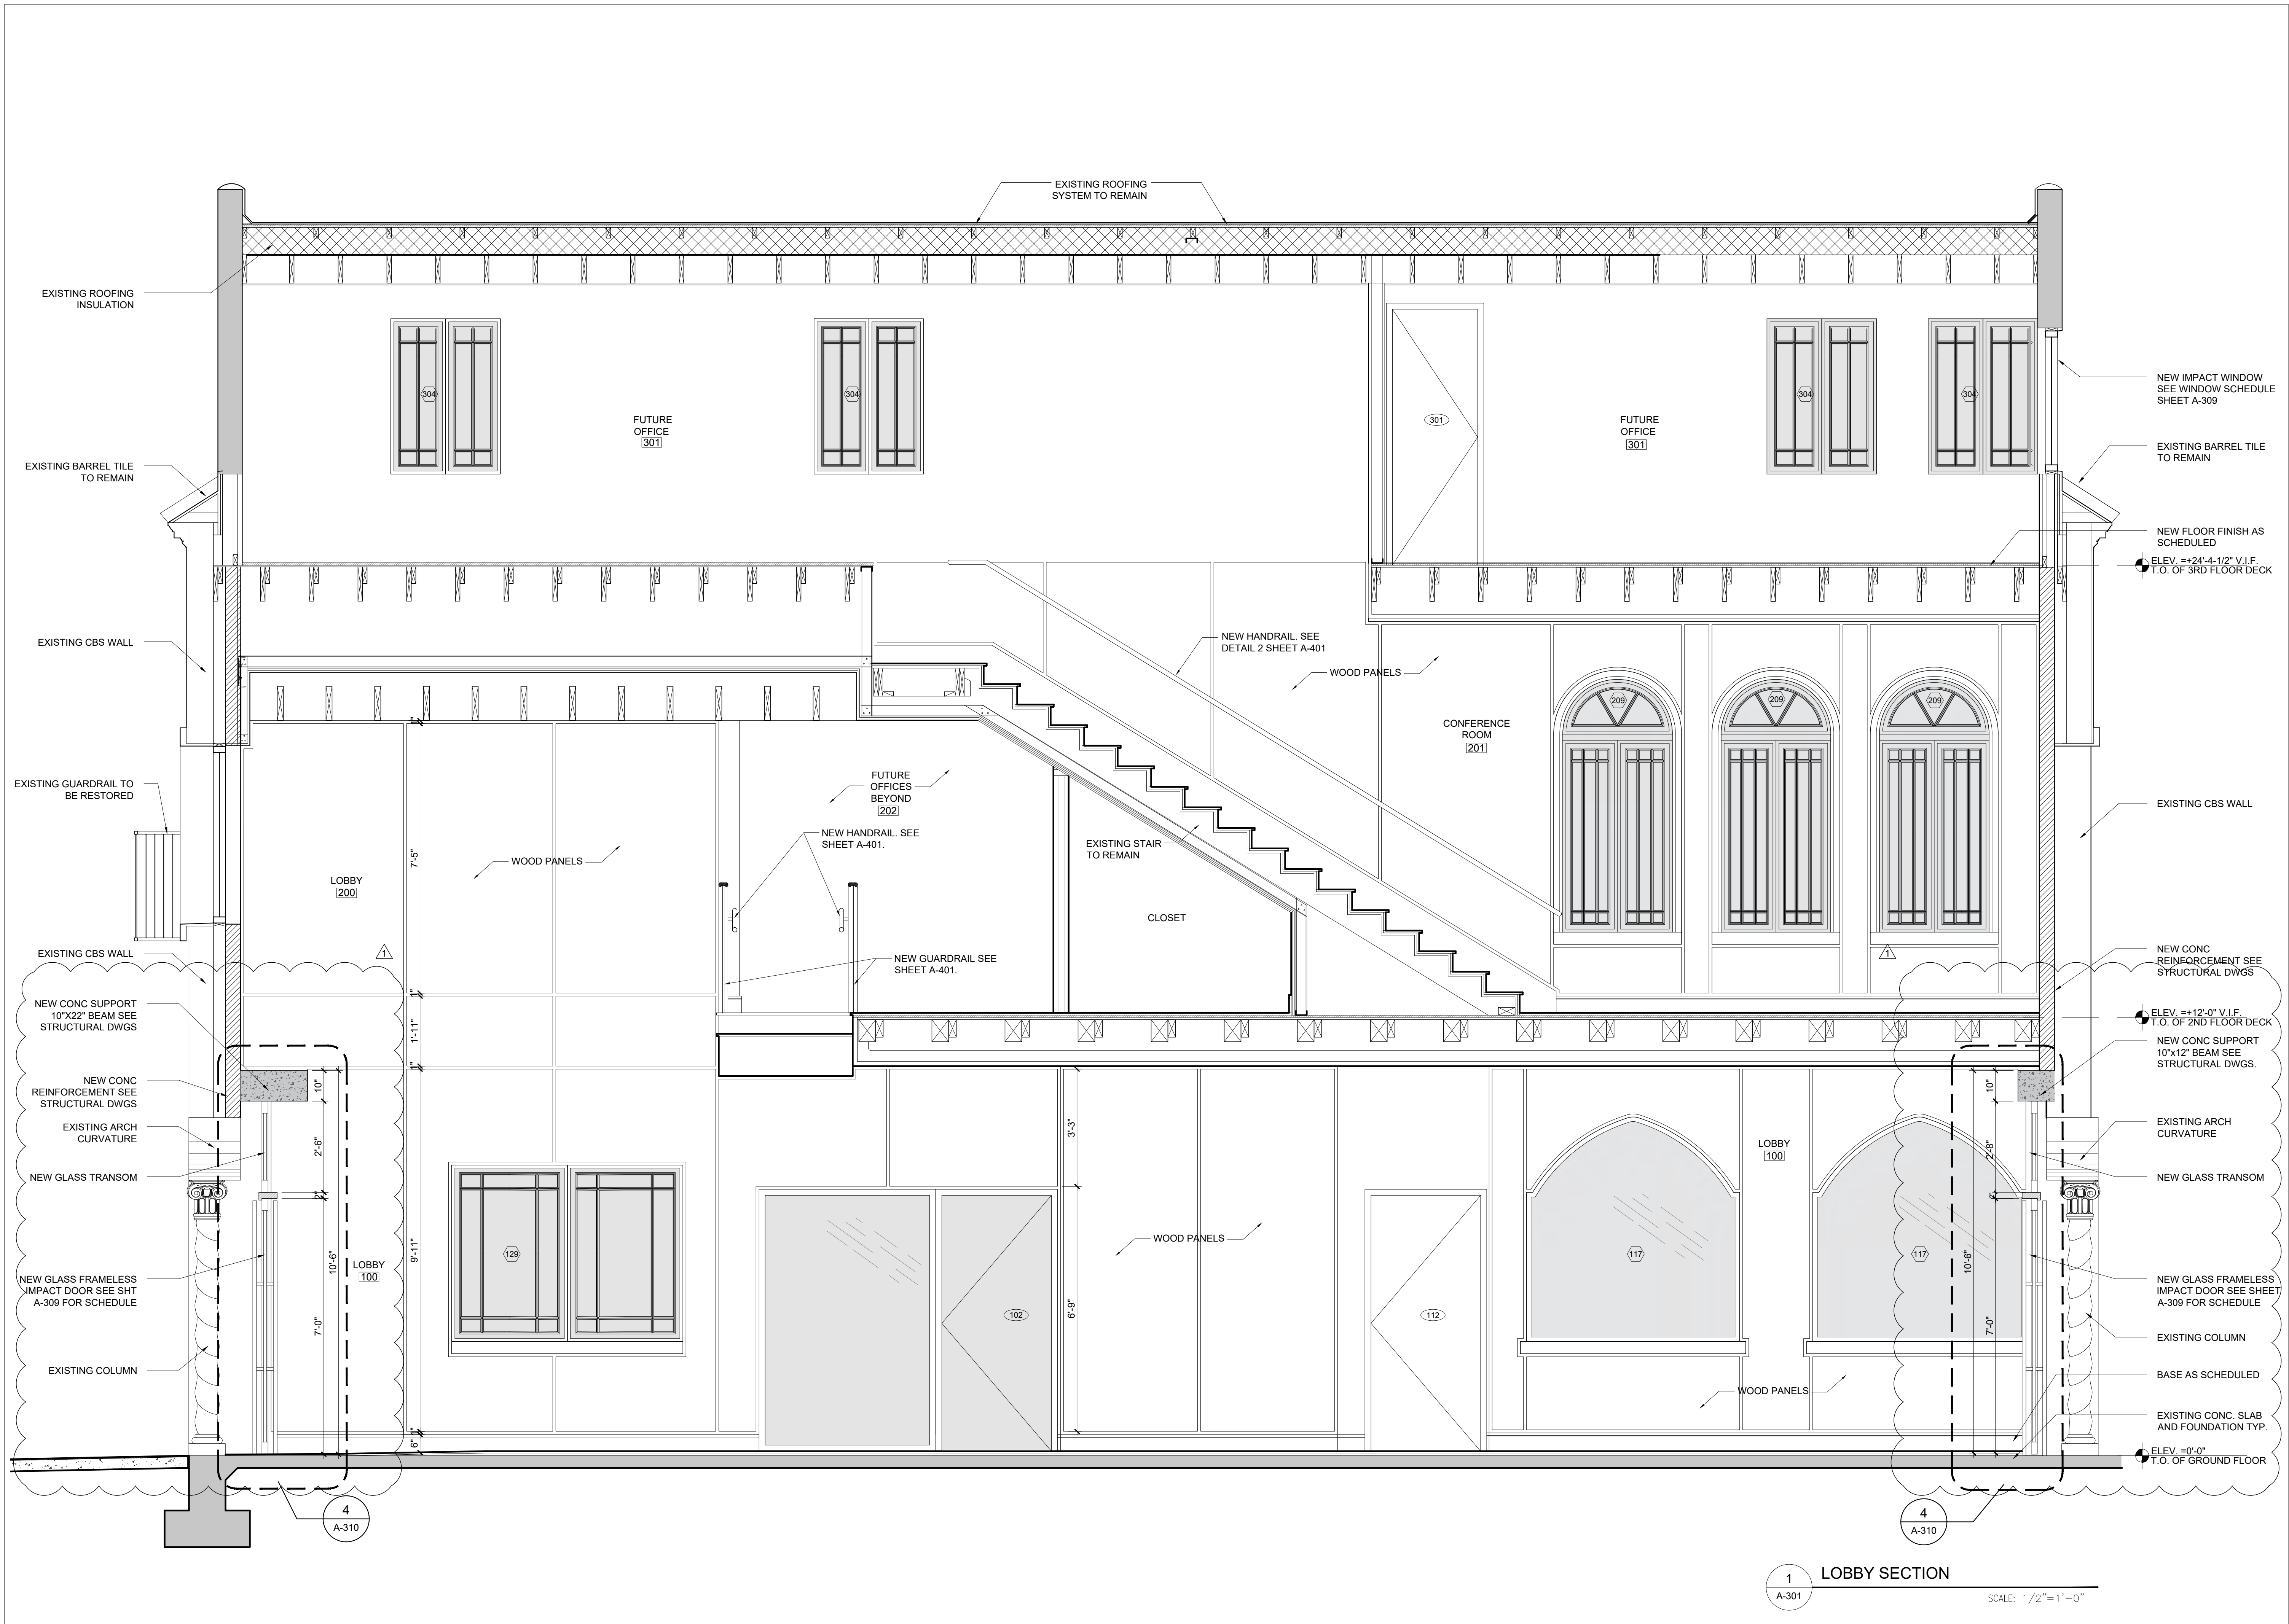 EXISTING ROOFING
SYSTEM TO REMAIN
EXISTING ROOFING
INSULATION
304
304
304
304
FUTURE
OFFICE
301
301
FUTURE
OFFICE
301
NEW IMPACT WINDOW
SEE WINDOW SCHEDULE
SHEET A-309
EXISTING BARREL TILE
TO REMAIN
EXISTING BARREL TILE
TO REMAIN
NEW FLOOR FINISH AS
SCHEDULED
ELEV. =+24'-4-1/2" V.I.F.
T.O. OF 3RD FLOOR DECK
EXISTING CBS WALL
NEW HANDRAIL. SEE
DETAIL 2 SHEET A-401
WOOD PANELS
209
209
209
CONFERENCE
ROOM
201
EXISTING GUARDRAIL TO
BE RESTORED
FUTURE
OFFICES
BEYOND
202
EXISTING CBS WALL
NEW HANDRAIL. SEE
SHEET A-401.
EXISTING STAIR
TO REMAIN
1"
7'-5"
WOOD PANELS
LOBBY
200
CLOSET
1
1
EXISTING CBS WALL
NEW GUARDRAIL SEE
SHEET A-401.
NEW CONC
REINFORCEMENT SEE
STRUCTURAL DWGS
NEW CONC SUPPORT
10"X22" BEAM SEE
STRUCTURAL DWGS
1"
1'-11"
1"
ELEV. =+12'-0" V.I.F.
T.O. OF 2ND FLOOR DECK
NEW CONC SUPPORT
10"x12" BEAM SEE
STRUCTURAL DWGS.
NEW CONC
REINFORCEMENT SEE
STRUCTURAL DWGS
10"
10"
EXISTING ARCH
CURVATURE
2'-6"
3'-3"
LOBBY
100
2'-8"
EXISTING ARCH
CURVATURE
NEW GLASS TRANSOM
2"
NEW GLASS TRANSOM
WOOD PANELS
129
117
117
9'-11"
10'-6"
LOBBY
100
10'-6"
NEW GLASS FRAMELESS
IMPACT DOOR SEE SHT
A-309 FOR SCHEDULE
NEW GLASS FRAMELESS
IMPACT DOOR SEE SHEET
A-309 FOR SCHEDULE
7'-0"
6'-9"
102
112
7'-0"
EXISTING COLUMN
EXISTING COLUMN
BASE AS SCHEDULED
WOOD PANELS
EXISTING CONC. SLAB
AND FOUNDATION TYP.
1"
6"
ELEV. =0'-0"
T.O. OF GROUND FLOOR
4
A-310
4
A-310
1
A-301
LOBBY SECTION
SCALE: 1/2"=1'-0"